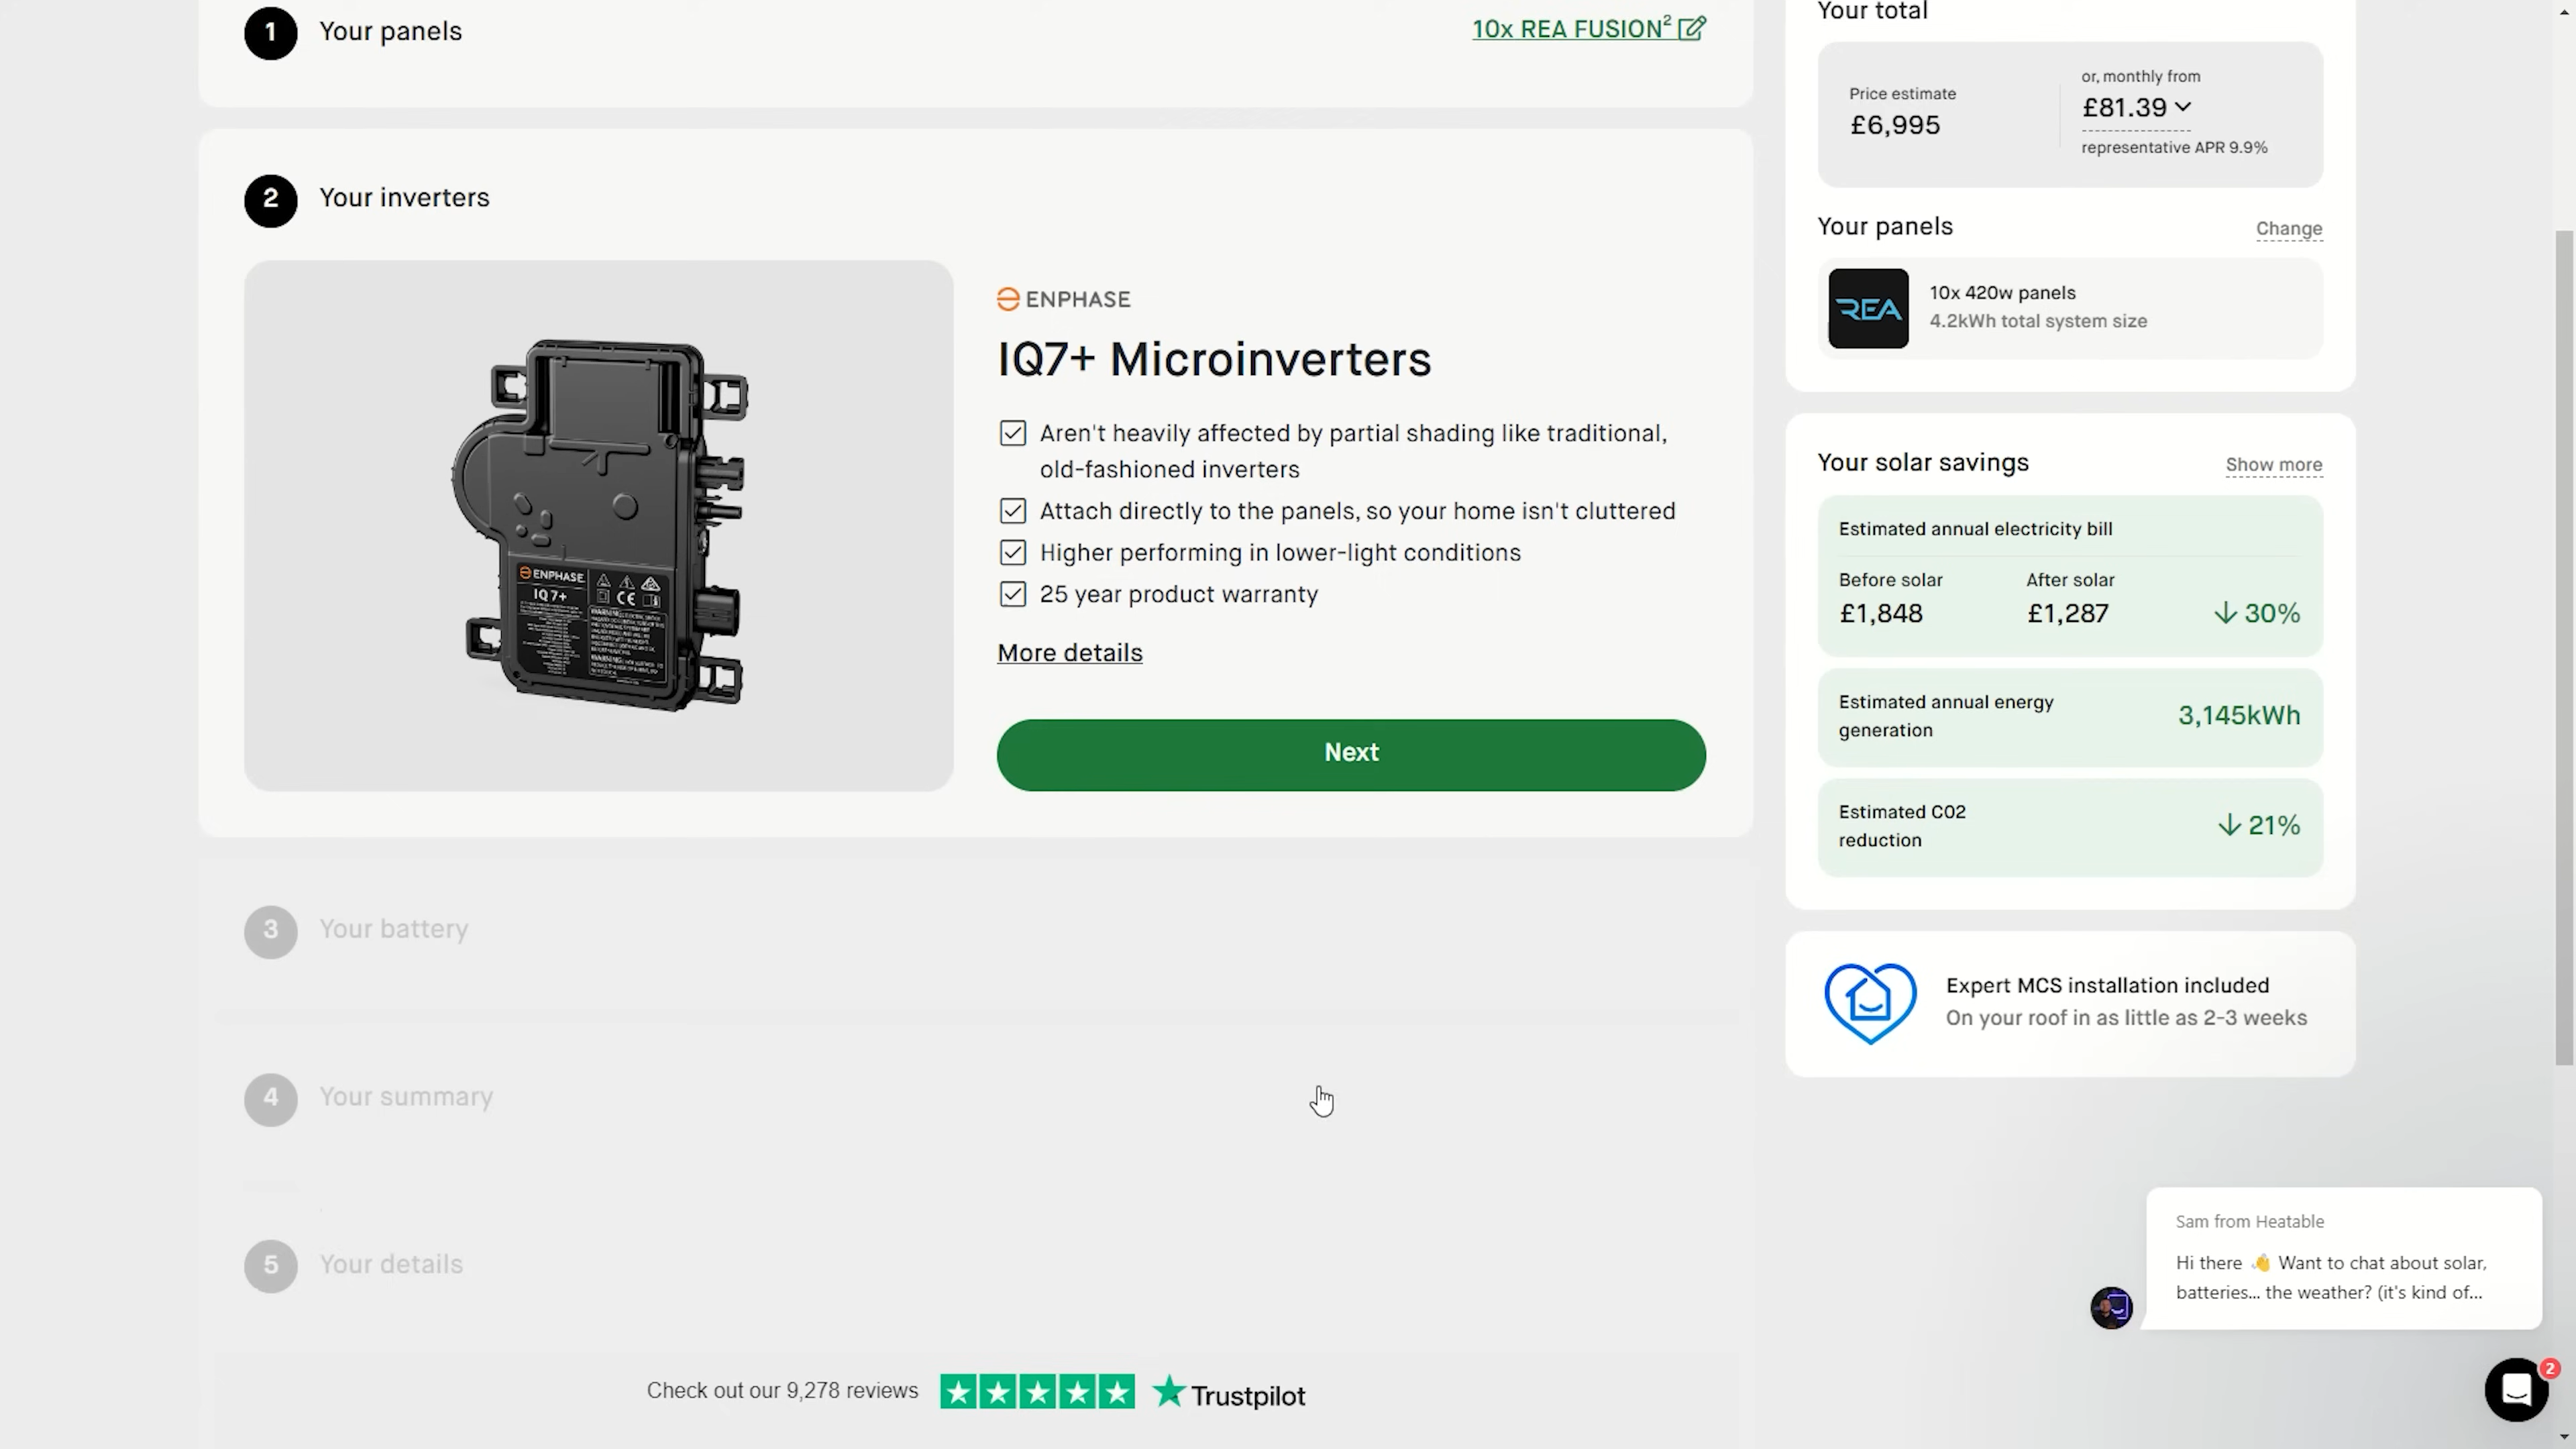 1 Your panels
10x REA FUSION²
2 Your inverters
ENPHASE
IQ7+ Microinverters
Aren't heavily affected by partial shading like traditional,
old-fashioned inverters
Attach directly to the panels, so your home isn't cluttered
Higher performing in lower-light conditions
25 year product warranty
More details
Next
ENPHASE
IQ 7+
CE
3 Your battery
4 Your summary
5 Your details
Check out our 9,278 reviews
Trustpilot
Your total
Price estimate
£6,995
or, monthly from
£81.39
representative APR 9.9%
Your panels
Change
REA
10x 420w panels
4.2kWh total system size
Your solar savings
Show more
Estimated annual electricity bill
Before solar
£1,848
After solar
£1,287
30%
Estimated annual energy
generation
3,145kWh
Estimated CO2
reduction
21%
Expert MCS installation included
On your roof in as little as 2-3 weeks
Sam from Heatable
Hi there 👋 Want to chat about solar,
batteries... the weather? (it's kind of...
2